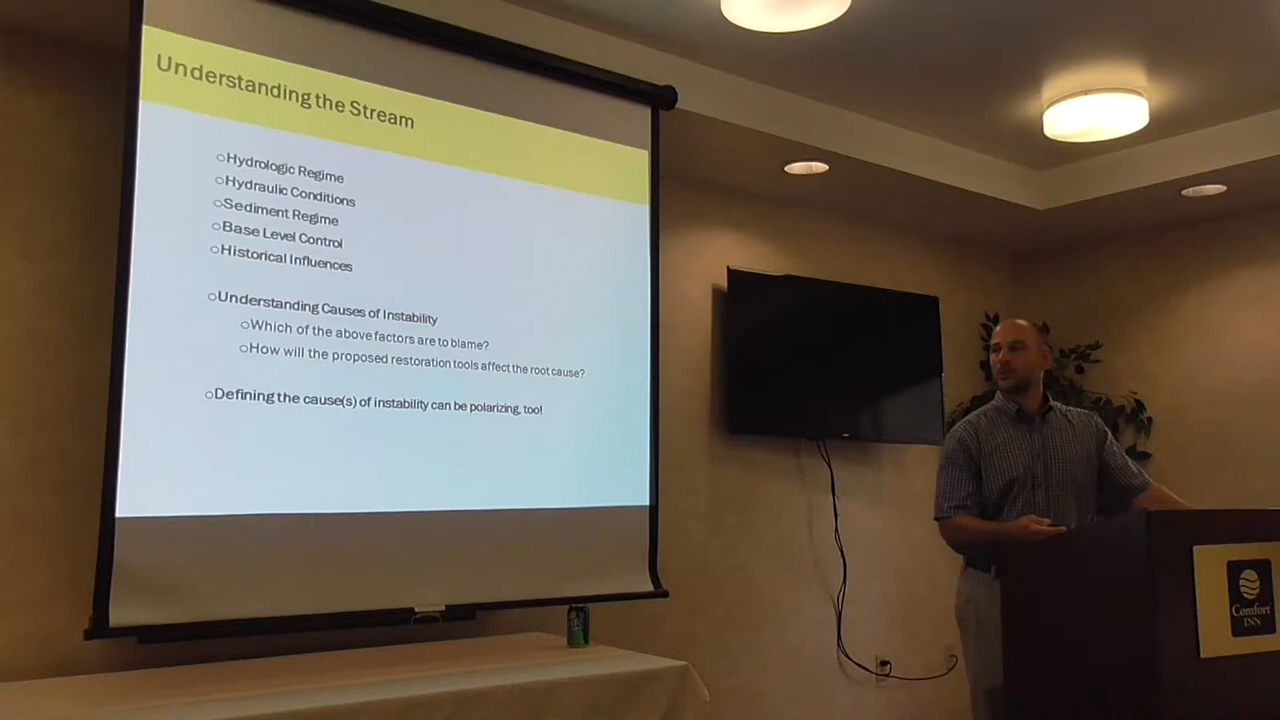 Understanding the Stream
○Hydrologic Regime
○Hydraulic Conditions
○Sediment Regime
○Base Level Control
○Historical Influences
○Understanding Causes of Instability
○Which of the above factors are to blame?
○How will the proposed restoration tools affect the root cause?
○Defining the cause(s) of instability can be polarizing, too!
Comfort
INN